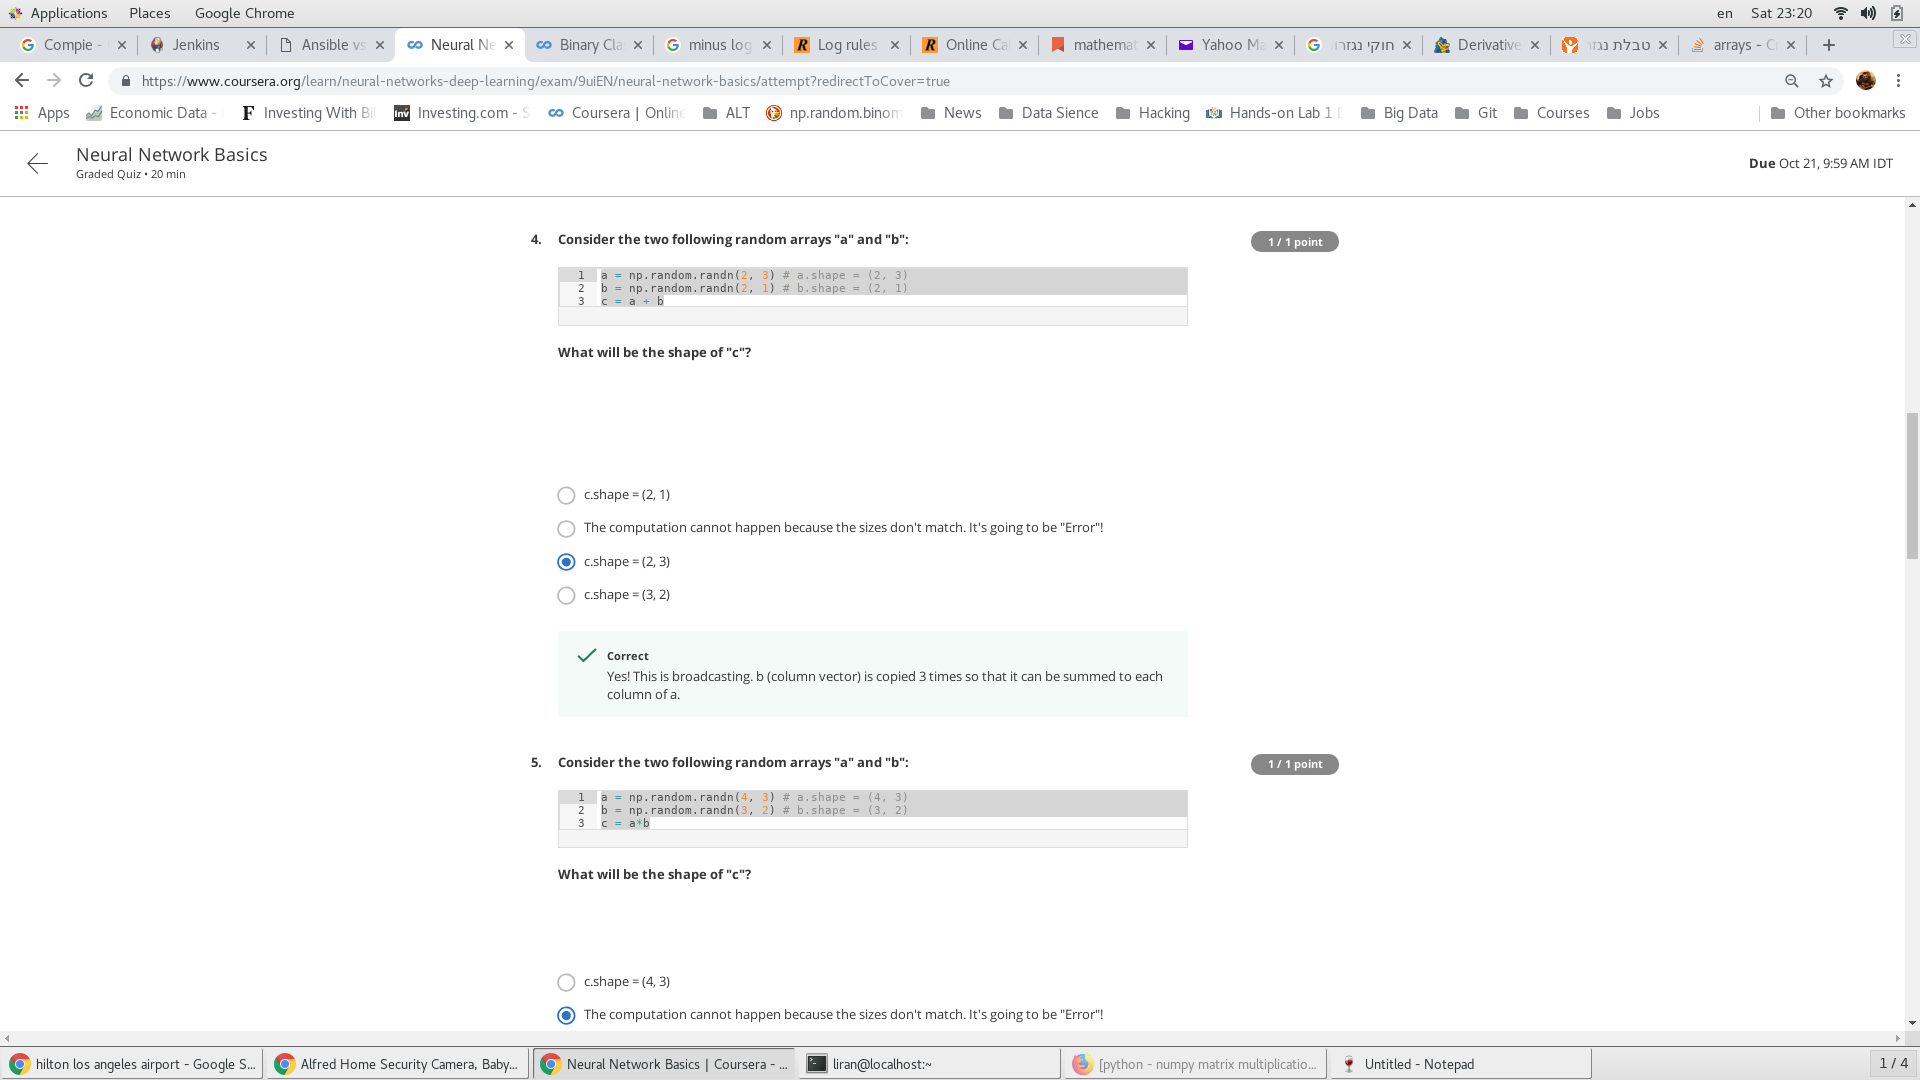 Applications Places Google Chrome en Sat 23:20
Compie - Jenkins Ansible vs Neural Ne Binary Cla minus log Log rules Online Ca mathemat Yahoo Ma חוקי נגזרו Derivative טבלת נגזר arrays - C
https://www.coursera.org/learn/neural-networks-deep-learning/exam/9uiEN/neural-network-basics/attempt?redirectToCover=true
Apps Economic Data - Investing With Bil Investing.com - S Coursera | Online ALT np.random.binom News Data Sience Hacking Hands-on Lab 1 D Big Data Git Courses Jobs Other bookmarks
Neural Network Basics
Graded Quiz • 20 min
Due Oct 21, 9:59 AM IDT
4. Consider the two following random arrays "a" and "b":
1 / 1 point
1 a = np.random.randn(2, 3) # a.shape = (2, 3)
2 b = np.random.randn(2, 1) # b.shape = (2, 1)
3 c = a + b
What will be the shape of "c"?
c.shape = (2, 1)
The computation cannot happen because the sizes don't match. It's going to be "Error"!
c.shape = (2, 3)
c.shape = (3, 2)
Correct
Yes! This is broadcasting. b (column vector) is copied 3 times so that it can be summed to each
column of a.
5. Consider the two following random arrays "a" and "b":
1 / 1 point
1 a = np.random.randn(4, 3) # a.shape = (4, 3)
2 b = np.random.randn(3, 2) # b.shape = (3, 2)
3 c = a*b
What will be the shape of "c"?
c.shape = (4, 3)
The computation cannot happen because the sizes don't match. It's going to be "Error"!
hilton los angeles airport - Google S... Alfred Home Security Camera, Baby... Neural Network Basics | Coursera - ... liran@localhost:~ [python - numpy matrix multiplicatio... Untitled - Notepad 1 / 4